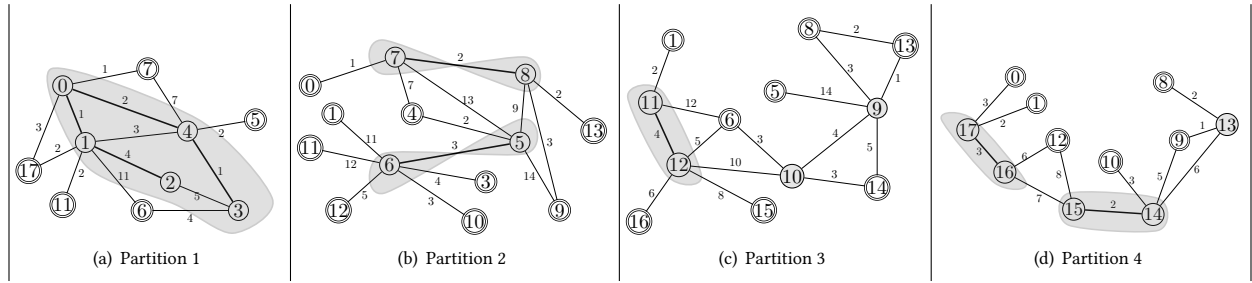 1 7
0
2 7
1
3 3 4 2 5
1
2 4
17 2 11 2 5 1
11 6 4 3
(a) Partition 1
7 2
1 8
0 7 13 2
1 4 9 13
11 2
11 3 5 3
12 6 4 3 14
5 3
12 10 9
(b) Partition 2
8 2
1 13
3
2 1
5 14
11 12 6 9
4 5 3 4
12 10 5
10 3
6 8 14
16 15
(c) Partition 3
0 8
3 1 2
17 2 1 13
3 6 12 9
16 8 10 5 6
7 3
15 2 14
(d) Partition 4